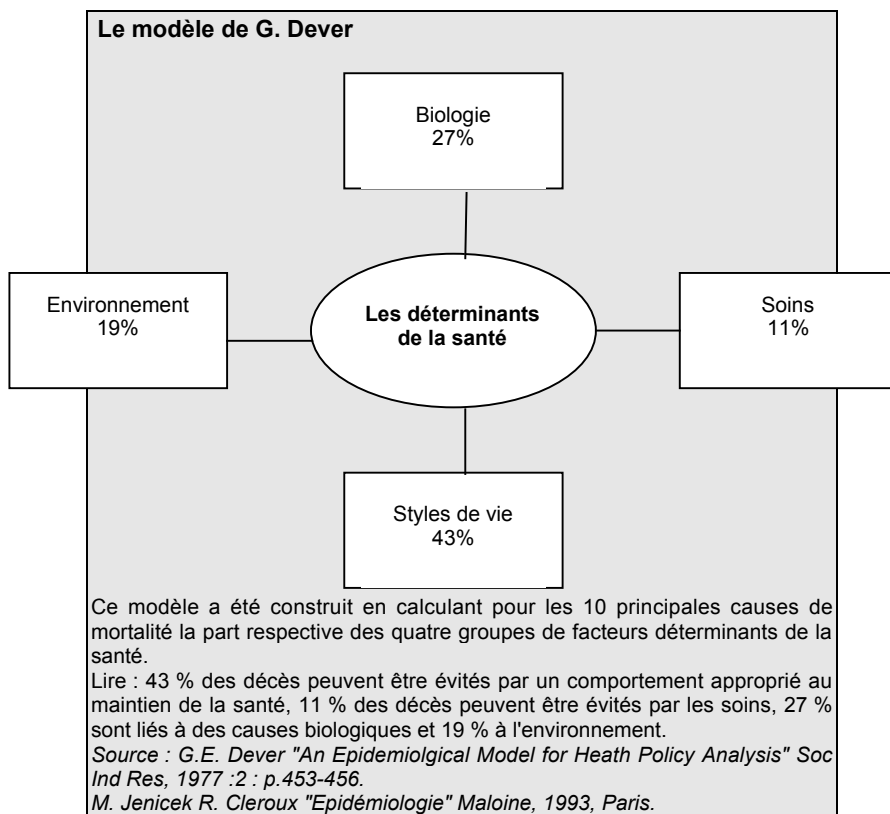 Le modèle de G. Dever
Biologie
27%
Environnement
19%
Les déterminants
de la santé
Soins
11%
Styles de vie
43%
Ce modèle a été construit en calculant pour les 10 principales causes de
mortalité la part respective des quatre groupes de facteurs déterminants de la
santé.
Lire : 43 % des décès peuvent être évités par un comportement approprié au
maintien de la santé, 11 % des décès peuvent être évités par les soins, 27 %
sont liés à des causes biologiques et 19 % à l'environnement.
Source : G.E. Dever "An Epidemiolgical Model for Heath Policy Analysis" Soc
Ind Res, 1977 :2 : p.453-456.
M. Jenicek R. Cleroux "Epidémiologie" Maloine, 1993, Paris.